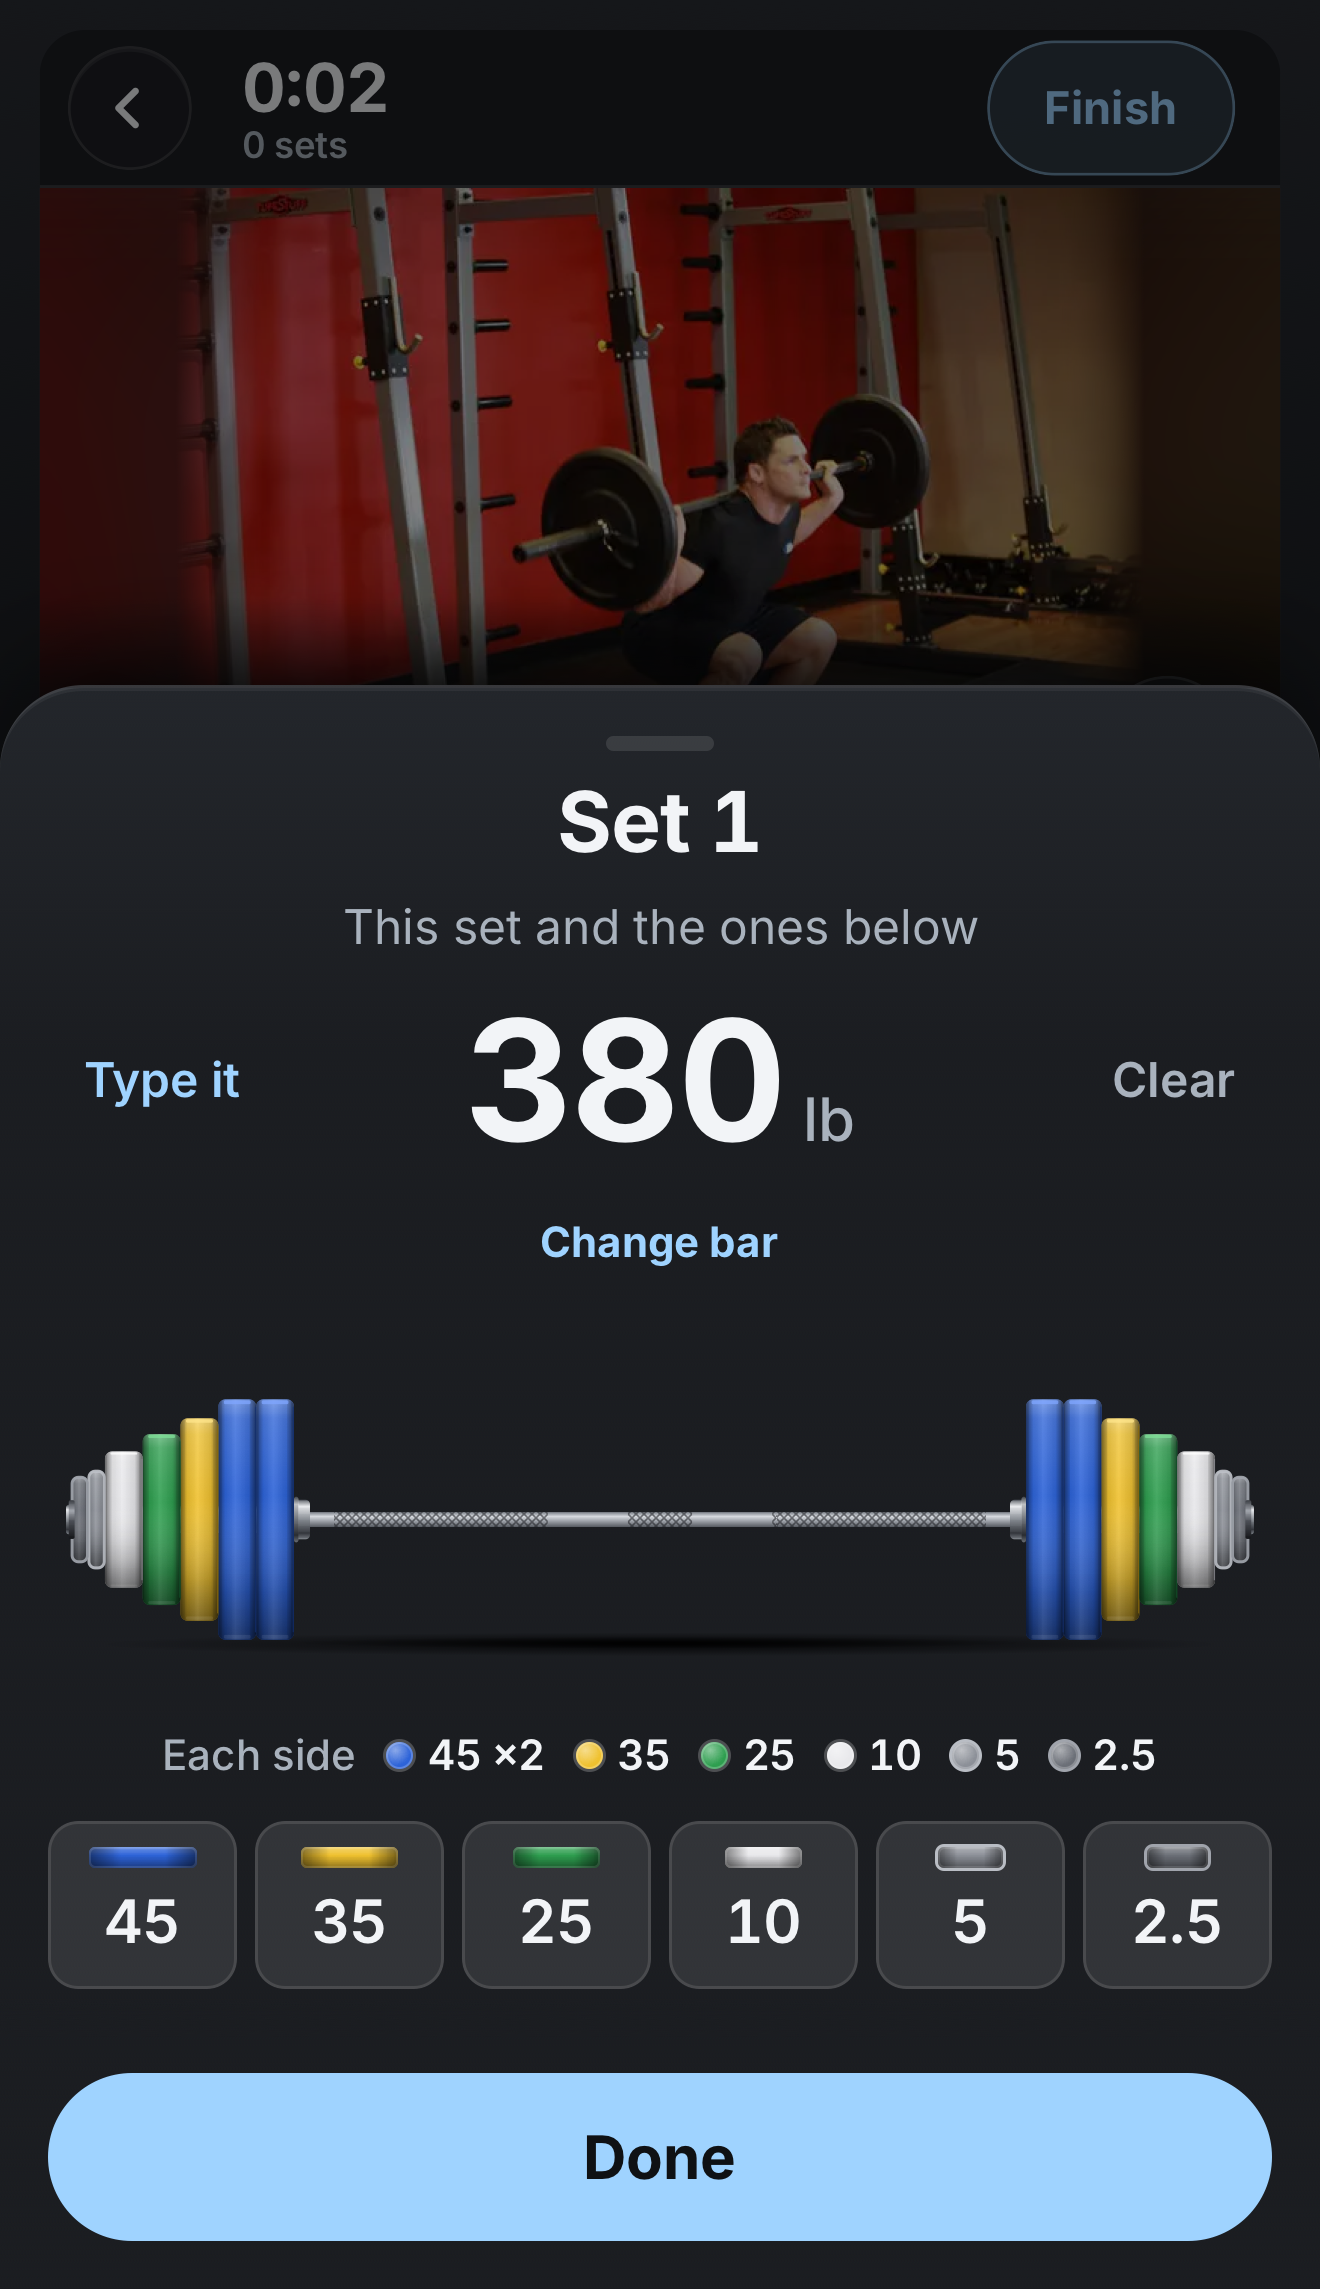 0:02
0 sets
Finish
Set 1
This set and the ones below
Type it
380 lb
Clear
Change bar
Each side 45 ×2 35 25 10 5 2.5
45 35 25 10 5 2.5
Done